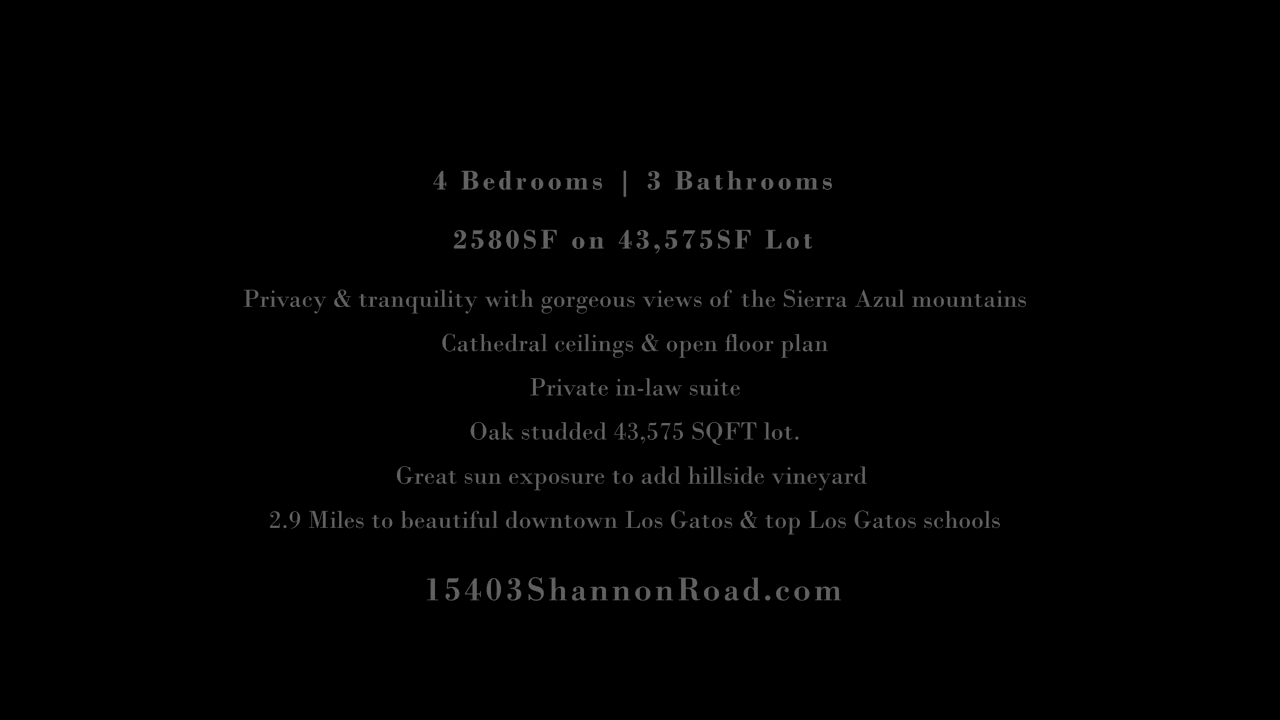 4 Bedrooms | 3 Bathrooms
2580SF on 43,575SF Lot
Privacy & tranquility with gorgeous views of the Sierra Azul mountains
Cathedral ceilings & open floor plan
Private in-law suite
Oak studded 43,575 SQFT lot.
Great sun exposure to add hillside vineyard
2.9 Miles to beautiful downtown Los Gatos & top Los Gatos schools
15403ShannonRoad.com